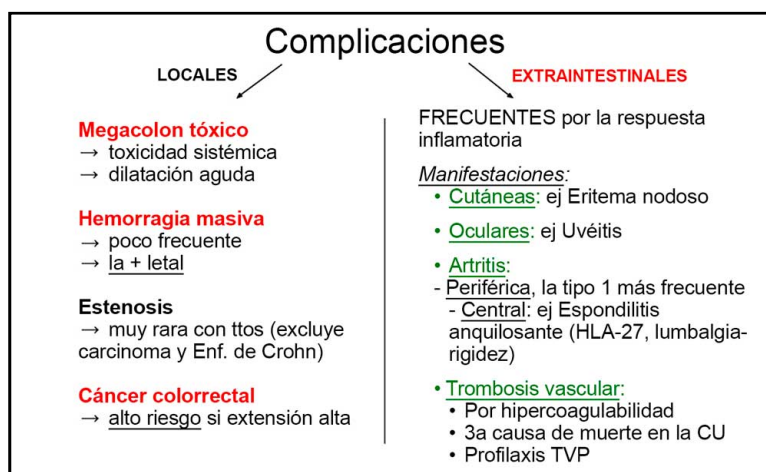 Complicaciones
LOCALES
Megacolon tóxico
→ toxicidad sistémica
→ dilatación aguda
Hemorragia masiva
→ poco frecuente
→ la + letal
Estenosis
→ muy rara con ttos (excluye
carcinoma y Enf. de Crohn)
Cáncer colorrectal
→ alto riesgo si extensión alta
EXTRAINTESTINALES
FRECUENTES por la respuesta
inflamatoria
Manifestaciones:
• Cutáneas: ej Eritema nodoso
• Oculares: ej Uvéitis
• Artritis:
- Periférica, la tipo 1 más frecuente
- Central: ej Espondilitis
anquilosante (HLA-27, lumbalgia-
rigidez)
• Trombosis vascular:
• Por hipercoagulabilidad
• 3a causa de muerte en la CU
• Profilaxis TVP